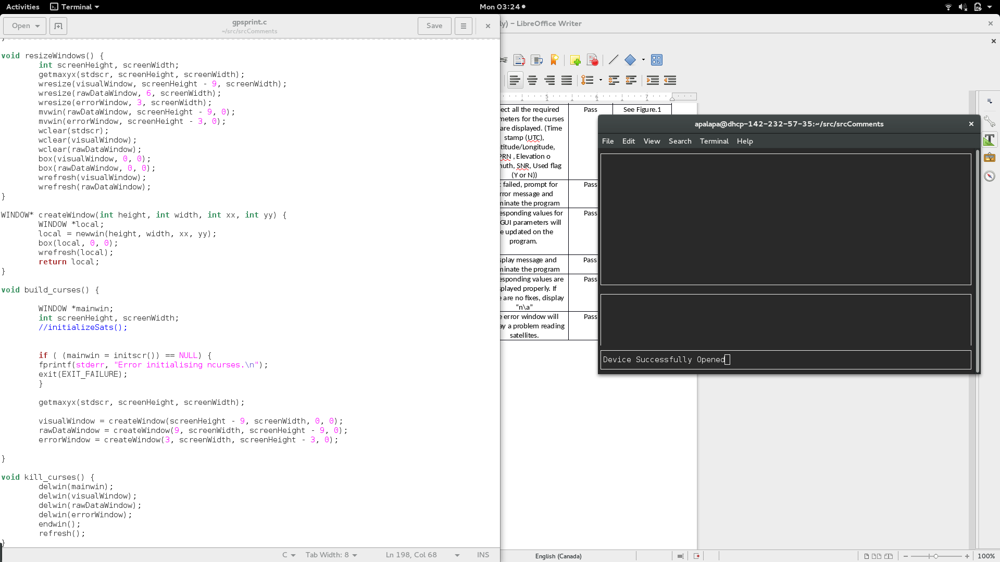 Activities
Terminal
Mon 03:24
Open
gpsprint.c
~/src/srcComments
Save
}
void resizeWindows() {
int screenHeight, screenWidth;
getmaxyx(stdscr, screenHeight, screenWidth);
wresize(visualWindow, screenHeight - 9, screenWidth);
wresize(rawDataWindow, 6, screenWidth);
wresize(errorWindow, 3, screenWidth);
mvwin(rawDataWindow, screenHeight - 9, 0);
mvwin(errorWindow, screenHeight - 3, 0);
wclear(stdscr);
wclear(visualWindow);
wclear(rawDataWindow);
box(visualWindow, 0, 0);
box(rawDataWindow, 0, 0);
wrefresh(visualWindow);
wrefresh(rawDataWindow);
}
WINDOW* createWindow(int height, int width, int xx, int yy) {
WINDOW *local;
local = newwin(height, width, xx, yy);
box(local, 0, 0);
wrefresh(local);
return local;
}
void build_curses() {
WINDOW *mainwin;
int screenHeight, screenWidth;
//initializeSats();
if ( (mainwin = initscr()) == NULL) {
fprintf(stderr, "Error initialising ncurses.\n");
exit(EXIT_FAILURE);
}
getmaxyx(stdscr, screenHeight, screenWidth);
visualWindow = createWindow(screenHeight - 9, screenWidth, 0, 0);
rawDataWindow = createWindow(9, screenWidth, screenHeight - 9, 0);
errorWindow = createWindow(3, screenWidth, screenHeight - 3, 0);
}
void kill_curses() {
delwin(mainwin);
delwin(visualWindow);
delwin(rawDataWindow);
delwin(errorWindow);
endwin();
refresh();
}
C
Tab Width: 8
Ln 198, Col 68
INS
ly) – LibreOffice Writer
5 6 7
ect all the required
meters for the curses
are displayed. (Time
stamp (UTC),
titude/Longitude,
PRN , Elevation o
nuth, SNR, Used flag
(Y or N))
Pass
See Figure.1
failed, prompt for
rror message and
minate the program
Pass
esponding values for
GUI parameters will
e updated on the
program.
Pass
splay message and
minate the program
Pass
esponding values are
splayed properly. If
e are no fixes, display
“n\a”
Pass
e error window will
ay a problem reading
satellites.
Pass
apalapa@dhcp-142-232-57-35:~/src/srcComments
File Edit View Search Terminal Help
Device Successfully Opened
English (Canada)
100%